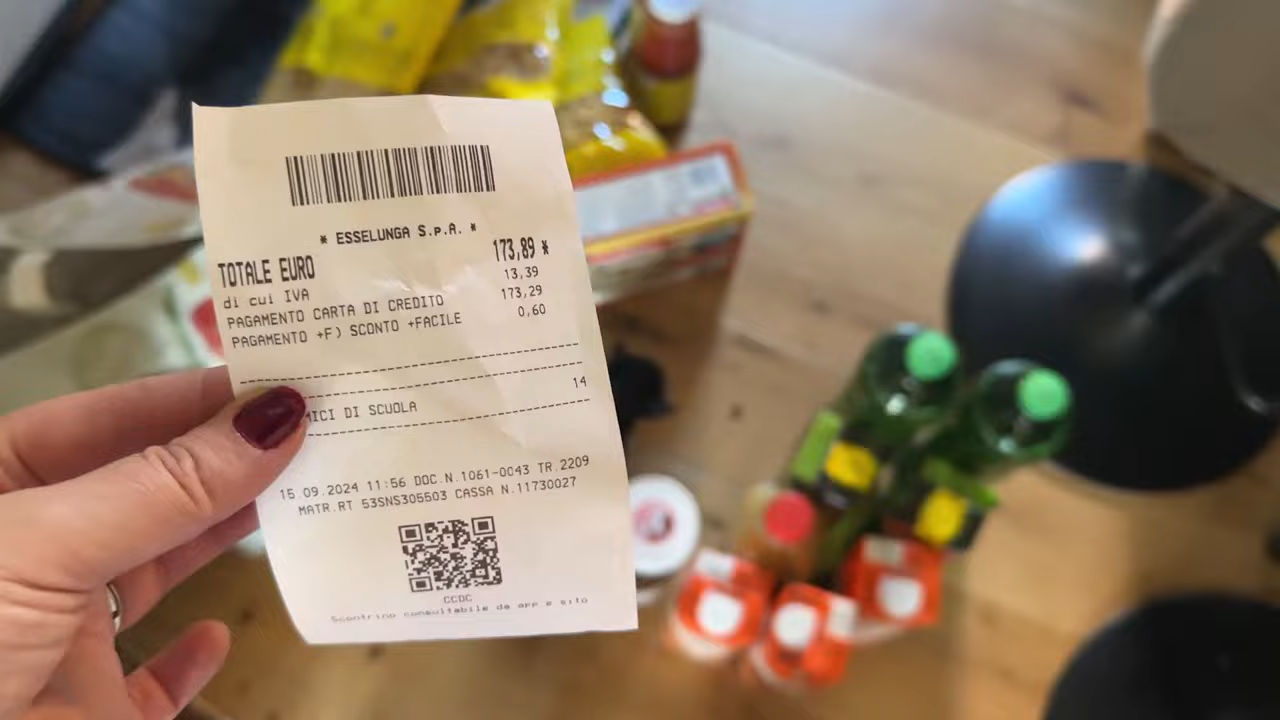 * ESSELUNGA S.p.A. *
TOTALE EURO 173,89 *
di cui IVA 13,39
PAGAMENTO CARTA DI CREDITO 173,29
PAGAMENTO +F) SCONTO +FACILE 0,60
14
MICI DI SCUOLA
15.09.2024 11:56 DOC.N.1061-0043 TR.2209
MATR.RT 53SNS305503 CASSA N.11730027
CCDC
Scontrino consultabile da app e sito